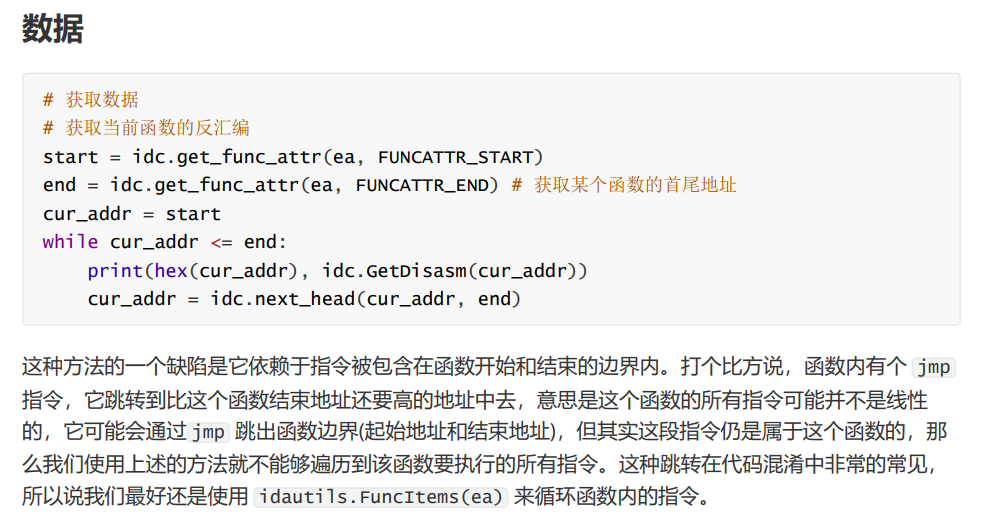 数据
# 获取数据
# 获取当前函数的反汇编
start = idc.get_func_attr(ea, FUNCATTR_START)
end = idc.get_func_attr(ea, FUNCATTR_END) # 获取某个函数的首尾地址
cur_addr = start
while cur_addr <= end:
    print(hex(cur_addr), idc.GetDisasm(cur_addr))
    cur_addr = idc.next_head(cur_addr, end)
这种方法的一个缺陷是它依赖于指令被包含在函数开始和结束的边界内。打个比方说，函数内有个 jmp
指令，它跳转到比这个函数结束地址还要高的地址中去，意思是这个函数的所有指令可能并不是线性
的，它可能会通过 jmp 跳出函数边界(起始地址和结束地址)，但其实这段指令仍是属于这个函数的，那
么我们使用上述的方法就不能够遍历到该函数要执行的所有指令。这种跳转在代码混淆中非常的常见，
所以说我们最好还是使用 idautils.FuncItems(ea) 来循环函数内的指令。